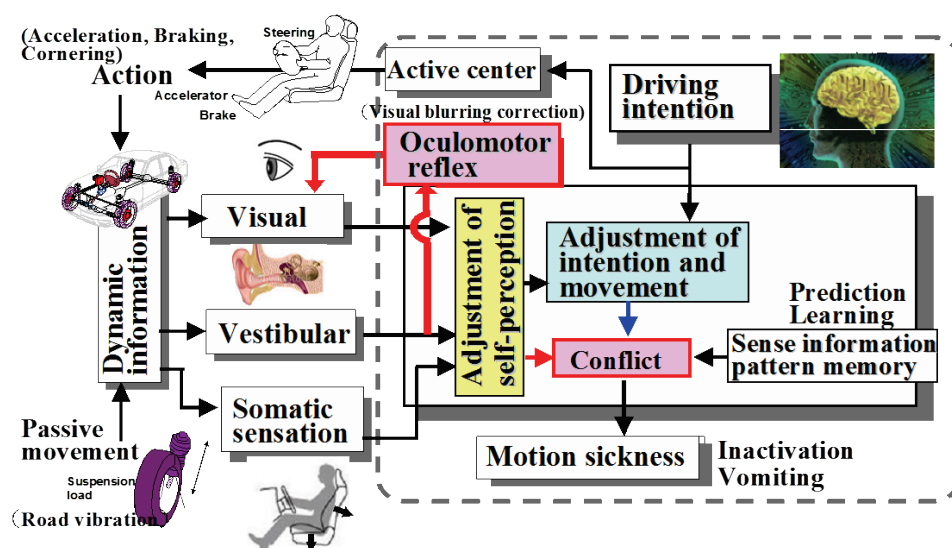 (Acceleration, Braking,
Cornering)
Action
Steering
Accelerator
Brake
Active center
Driving
intention
(Visual blurring correction)
Oculomotor
reflex
Visual
Adjustment of
self-perception
Adjustment of
intention and
movement
Dynamic
information
Vestibular
Prediction
Learning
Conflict
Sense information
pattern memory
Somatic
sensation
Passive
movement
Suspension
load
(Road vibration)
Motion sickness
Inactivation
Vomiting